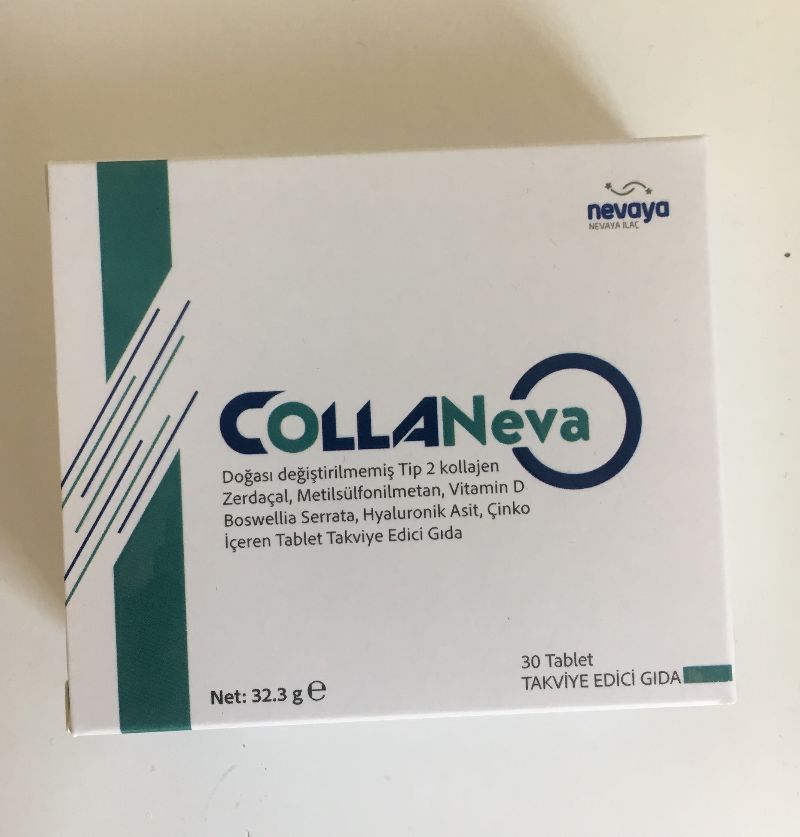 nevaya
NEVAYA İLAÇ
COLLANeva
Doğası değiştirilmemiş Tip 2 kollajen
Zerdaçal, Metilsülfonilmetan, Vitamin D
Boswellia Serrata, Hyaluronik Asit, Çinko
İçeren Tablet Takviye Edici Gıda
30 Tablet
TAKVİYE EDİCİ GIDA
Net: 32.3 g ℮